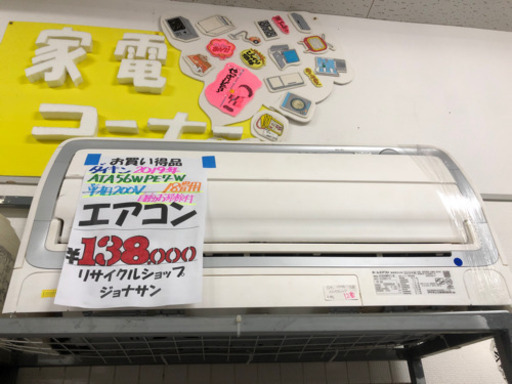 家電
コーナー
お買い得品
ダイキン 2019年
ATA56WPE4-W
単相200V 18畳用
エアコン
¥138,000
リサイクルショップ
ジョナサン